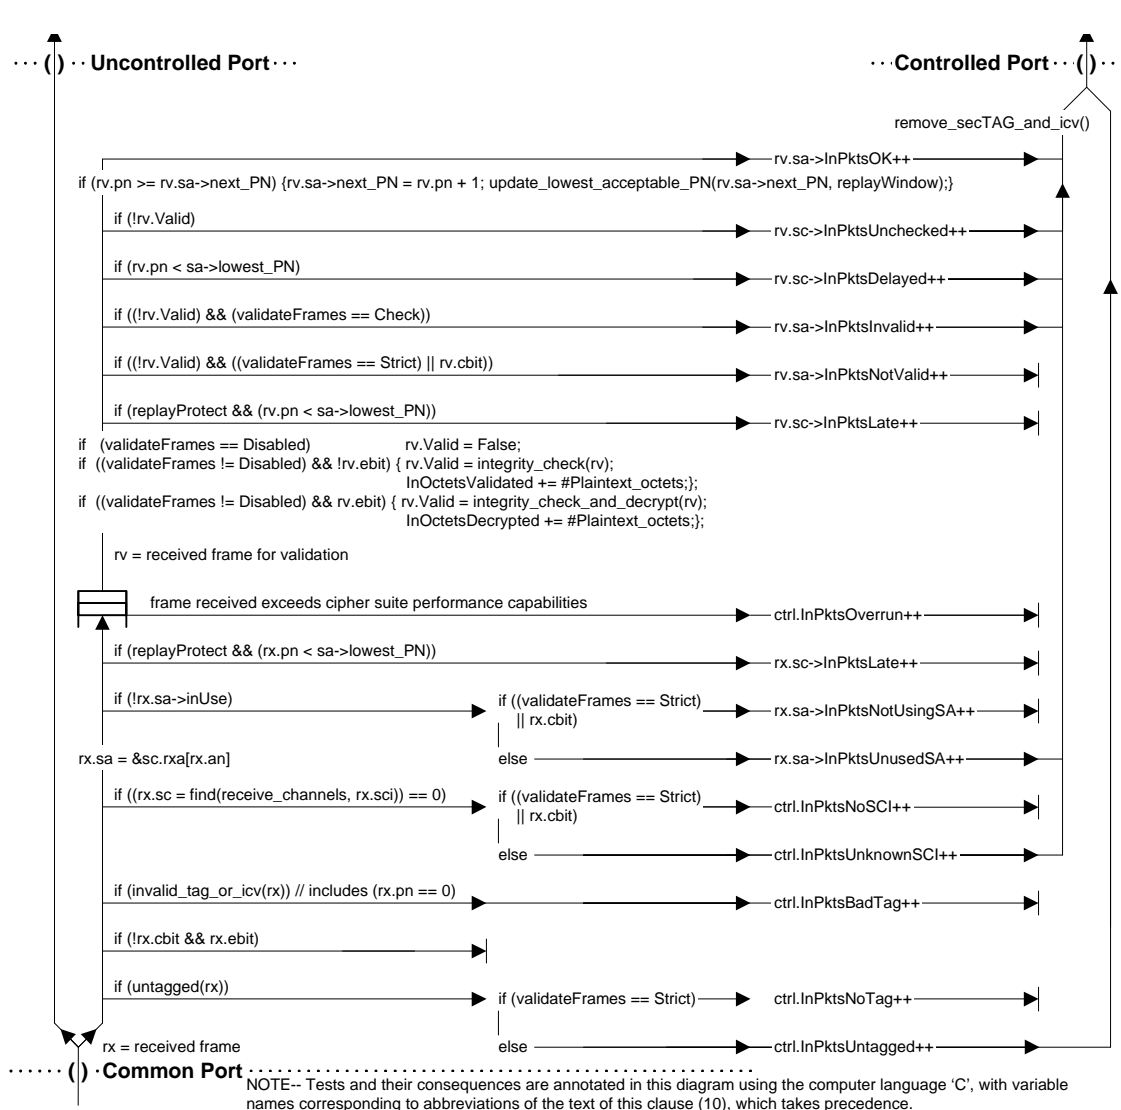 ( ) Uncontrolled Port
Controlled Port ( )
remove_secTAG_and_icv()
rv.sa->InPktsOK++
if (rv.pn >= rv.sa->next_PN) {rv.sa->next_PN = rv.pn + 1; update_lowest_acceptable_PN(rv.sa->next_PN, replayWindow);}
if (!rv.Valid)
rv.sc->InPktsUnchecked++
if (rv.pn < sa->lowest_PN)
rv.sc->InPktsDelayed++
if ((!rv.Valid) && (validateFrames == Check))
rv.sa->InPktsInvalid++
if ((!rv.Valid) && ((validateFrames == Strict) || rv.cbit))
rv.sa->InPktsNotValid++
if (replayProtect && (rv.pn < sa->lowest_PN))
rv.sc->InPktsLate++
if (validateFrames == Disabled) rv.Valid = False;
if ((validateFrames != Disabled) && !rv.ebit) { rv.Valid = integrity_check(rv);
InOctetsValidated += #Plaintext_octets;};
if ((validateFrames != Disabled) && rv.ebit) { rv.Valid = integrity_check_and_decrypt(rv);
InOctetsDecrypted += #Plaintext_octets;};
rv = received frame for validation
frame received exceeds cipher suite performance capabilities
ctrl.InPktsOverrun++
if (replayProtect && (rx.pn < sa->lowest_PN))
rx.sc->InPktsLate++
if (!rx.sa->inUse)
if ((validateFrames == Strict)
|| rx.cbit)
rx.sa->InPktsNotUsingSA++
rx.sa = &sc.rxa[rx.an]
else
rx.sa->InPktsUnusedSA++
if ((rx.sc = find(receive_channels, rx.sci)) == 0)
if ((validateFrames == Strict)
|| rx.cbit)
ctrl.InPktsNoSCI++
else
ctrl.InPktsUnknownSCI++
if (invalid_tag_or_icv(rx)) // includes (rx.pn == 0)
ctrl.InPktsBadTag++
if (!rx.cbit && rx.ebit)
if (untagged(rx))
if (validateFrames == Strict)
ctrl.InPktsNoTag++
rx = received frame
else
ctrl.InPktsUntagged++
( ) Common Port
NOTE-- Tests and their consequences are annotated in this diagram using the computer language ‘C’, with variable
names corresponding to abbreviations of the text of this clause (10), which takes precedence.